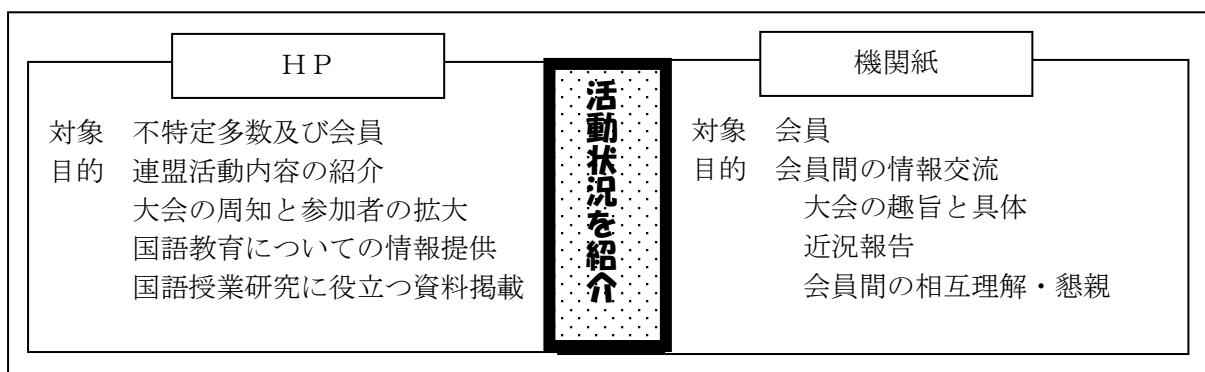 ＨＰ
対象　不特定多数及び会員
目的　連盟活動内容の紹介
大会の周知と参加者の拡大
国語教育についての情報提供
国語授業研究に役立つ資料掲載
活動状況を紹介
機関紙
対象　会員
目的　会員間の情報交流
大会の趣旨と具体
近況報告
会員間の相互理解・懇親